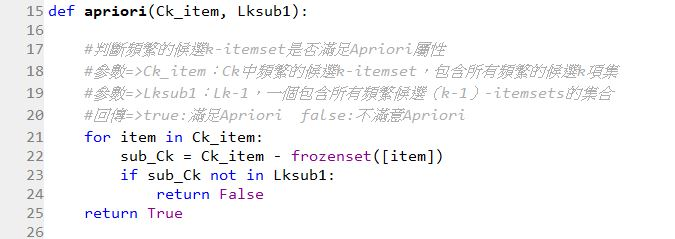 15 def apriori(Ck_item, Lksub1):
16
17     #判斷頻繁的候選k-itemset是否滿足Apriori屬性
18     #參數=>Ck_item：Ck中頻繁的候選k-itemset，包含所有頻繁的候選k項集
19     #參數=>Lksub1：Lk-1，一個包含所有頻繁候選（k-1）-itemsets的集合
20     #回傳=>true:滿足Apriori  false:不滿意Apriori
21     for item in Ck_item:
22         sub_Ck = Ck_item - frozenset([item])
23         if sub_Ck not in Lksub1:
24             return False
25     return True
26